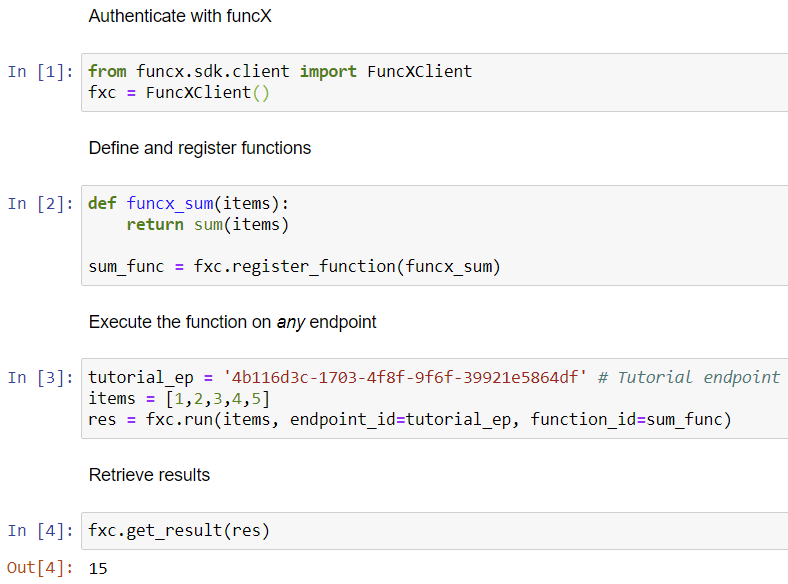 Authenticate with funcX
In [1]: from funcx.sdk.client import FuncXClient
fxc = FuncXClient()
Define and register functions
In [2]: def funcx_sum(items):
    return sum(items)
sum_func = fxc.register_function(funcx_sum)
Execute the function on any endpoint
In [3]: tutorial_ep = '4b116d3c-1703-4f8f-9f6f-39921e5864df' # Tutorial endpoint
items = [1,2,3,4,5]
res = fxc.run(items, endpoint_id=tutorial_ep, function_id=sum_func)
Retrieve results
In [4]: fxc.get_result(res)
Out[4]: 15